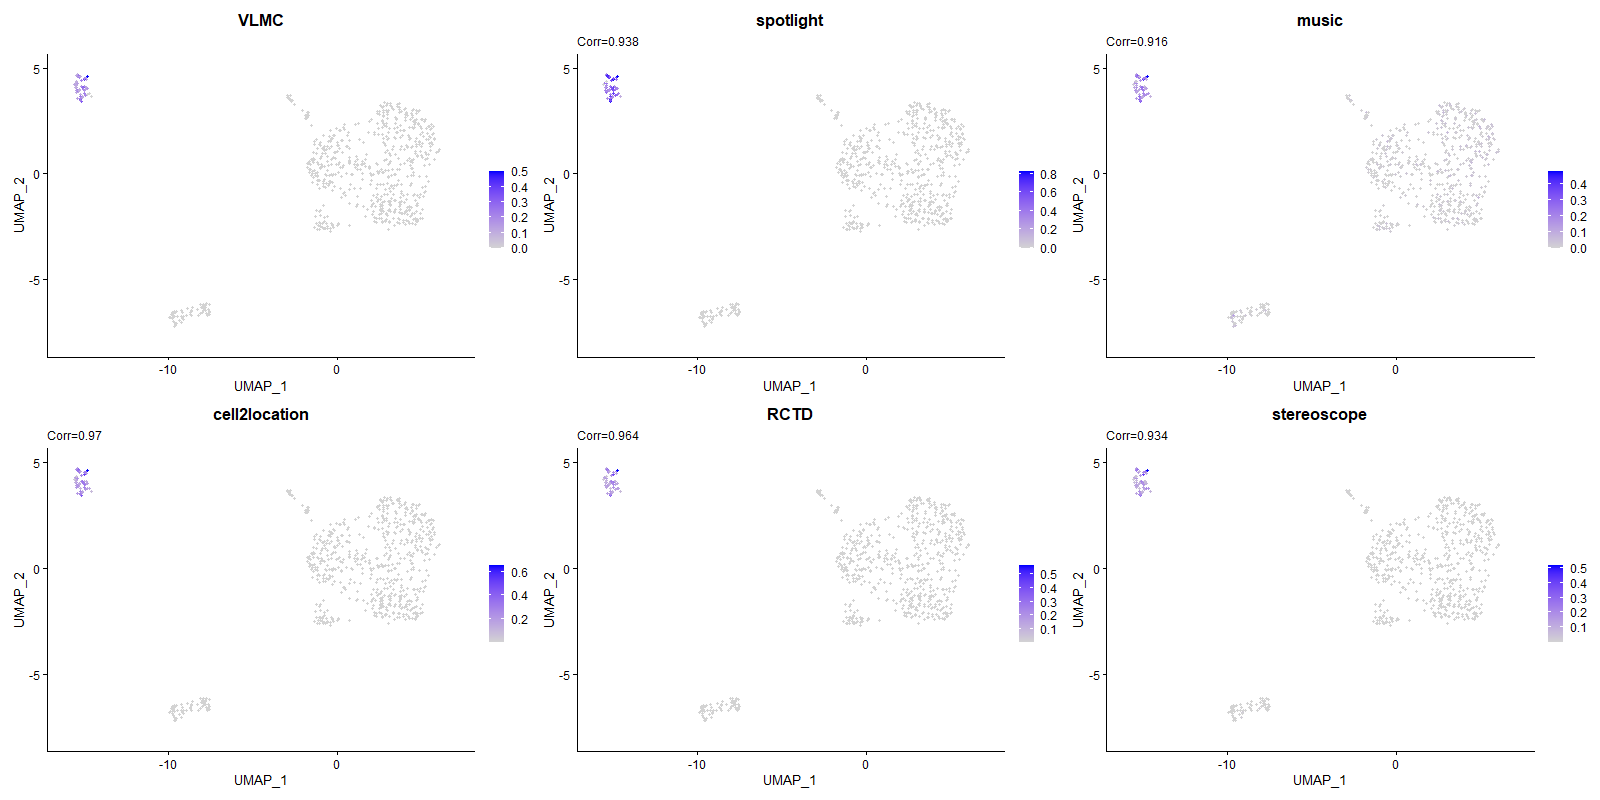 VLMC
5
0
-5
UMAP_2
-10
0
UMAP_1
0.5
0.4
0.3
0.2
0.1
0.0
spotlight
Corr=0.938
5
0
-5
UMAP_2
-10
0
UMAP_1
0.8
0.6
0.4
0.2
0.0
music
Corr=0.916
5
0
-5
UMAP_2
-10
0
UMAP_1
0.4
0.3
0.2
0.1
0.0
cell2location
Corr=0.97
5
0
-5
UMAP_2
-10
0
UMAP_1
0.6
0.4
0.2
RCTD
Corr=0.964
5
0
-5
UMAP_2
-10
0
UMAP_1
0.5
0.4
0.3
0.2
0.1
stereoscope
Corr=0.934
5
0
-5
UMAP_2
-10
0
UMAP_1
0.5
0.4
0.3
0.2
0.1